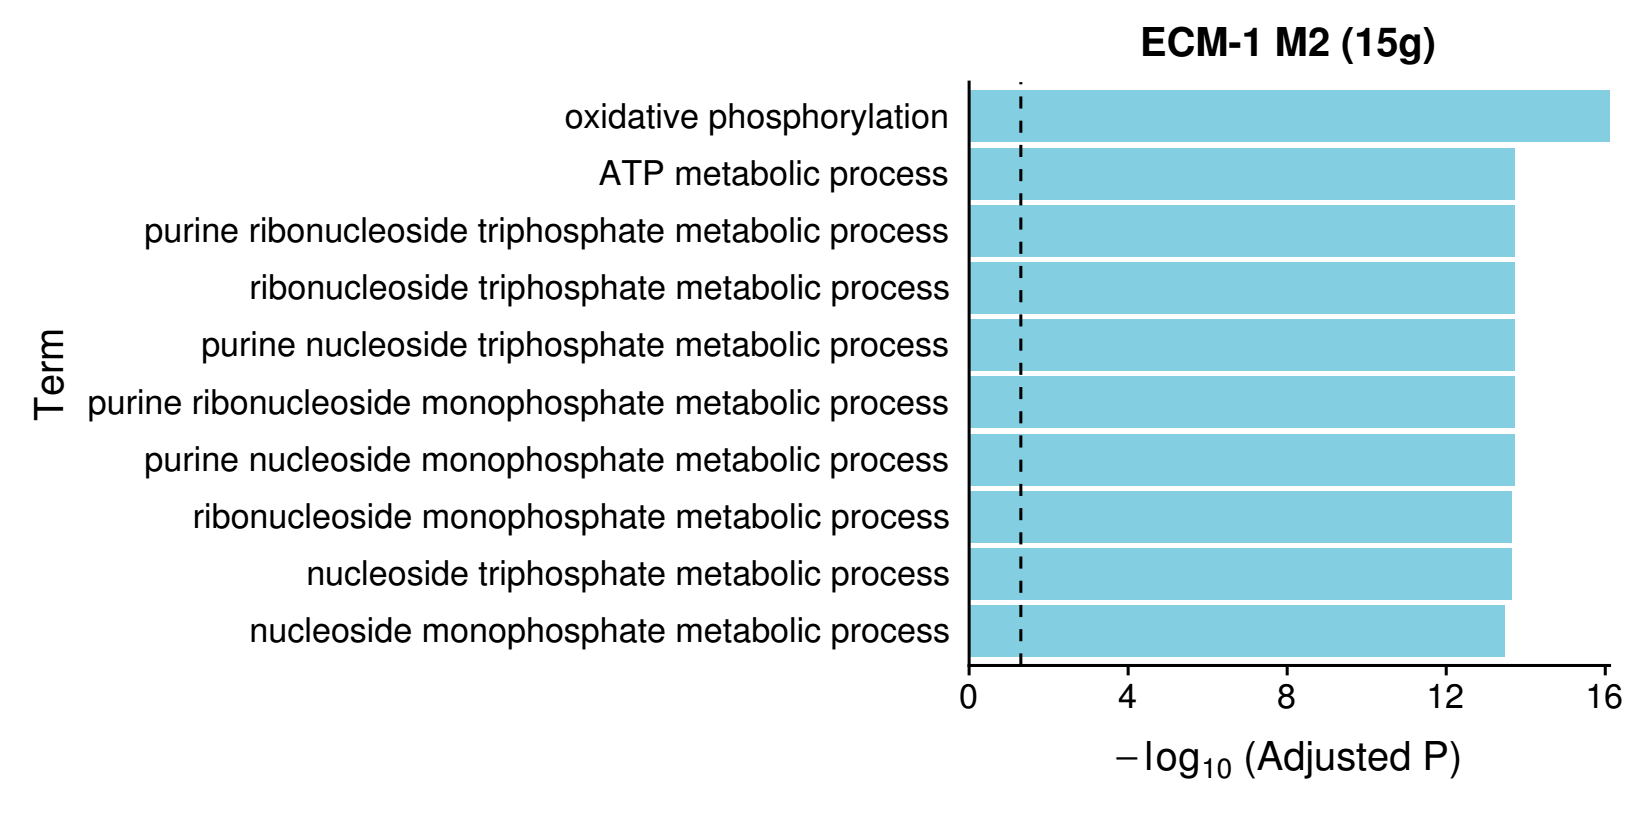 ECM-1 M2 (15g)
oxidative phosphorylation
ATP metabolic process
purine ribonucleoside triphosphate metabolic process
ribonucleoside triphosphate metabolic process
purine nucleoside triphosphate metabolic process
purine ribonucleoside monophosphate metabolic process
purine nucleoside monophosphate metabolic process
ribonucleoside monophosphate metabolic process
nucleoside triphosphate metabolic process
nucleoside monophosphate metabolic process
Term
0 4 8 12 16
−log₁₀ (Adjusted P)